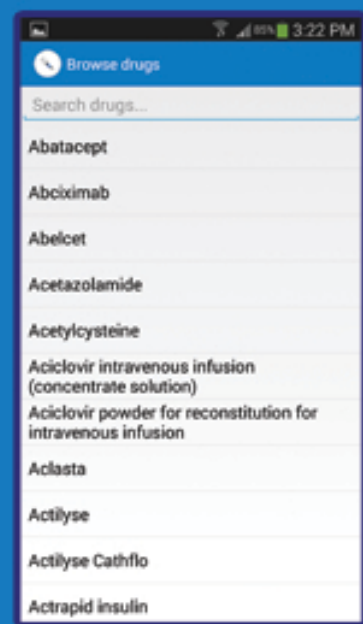 85% 3:22 PM
Browse drugs
Search drugs...
Abatacept
Abciximab
Abelcet
Acetazolamide
Acetylcysteine
Aciclovir intravenous infusion
(concentrate solution)
Aciclovir powder for reconstitution for
intravenous infusion
Aclasta
Actilyse
Actilyse Cathflo
Actrapid insulin